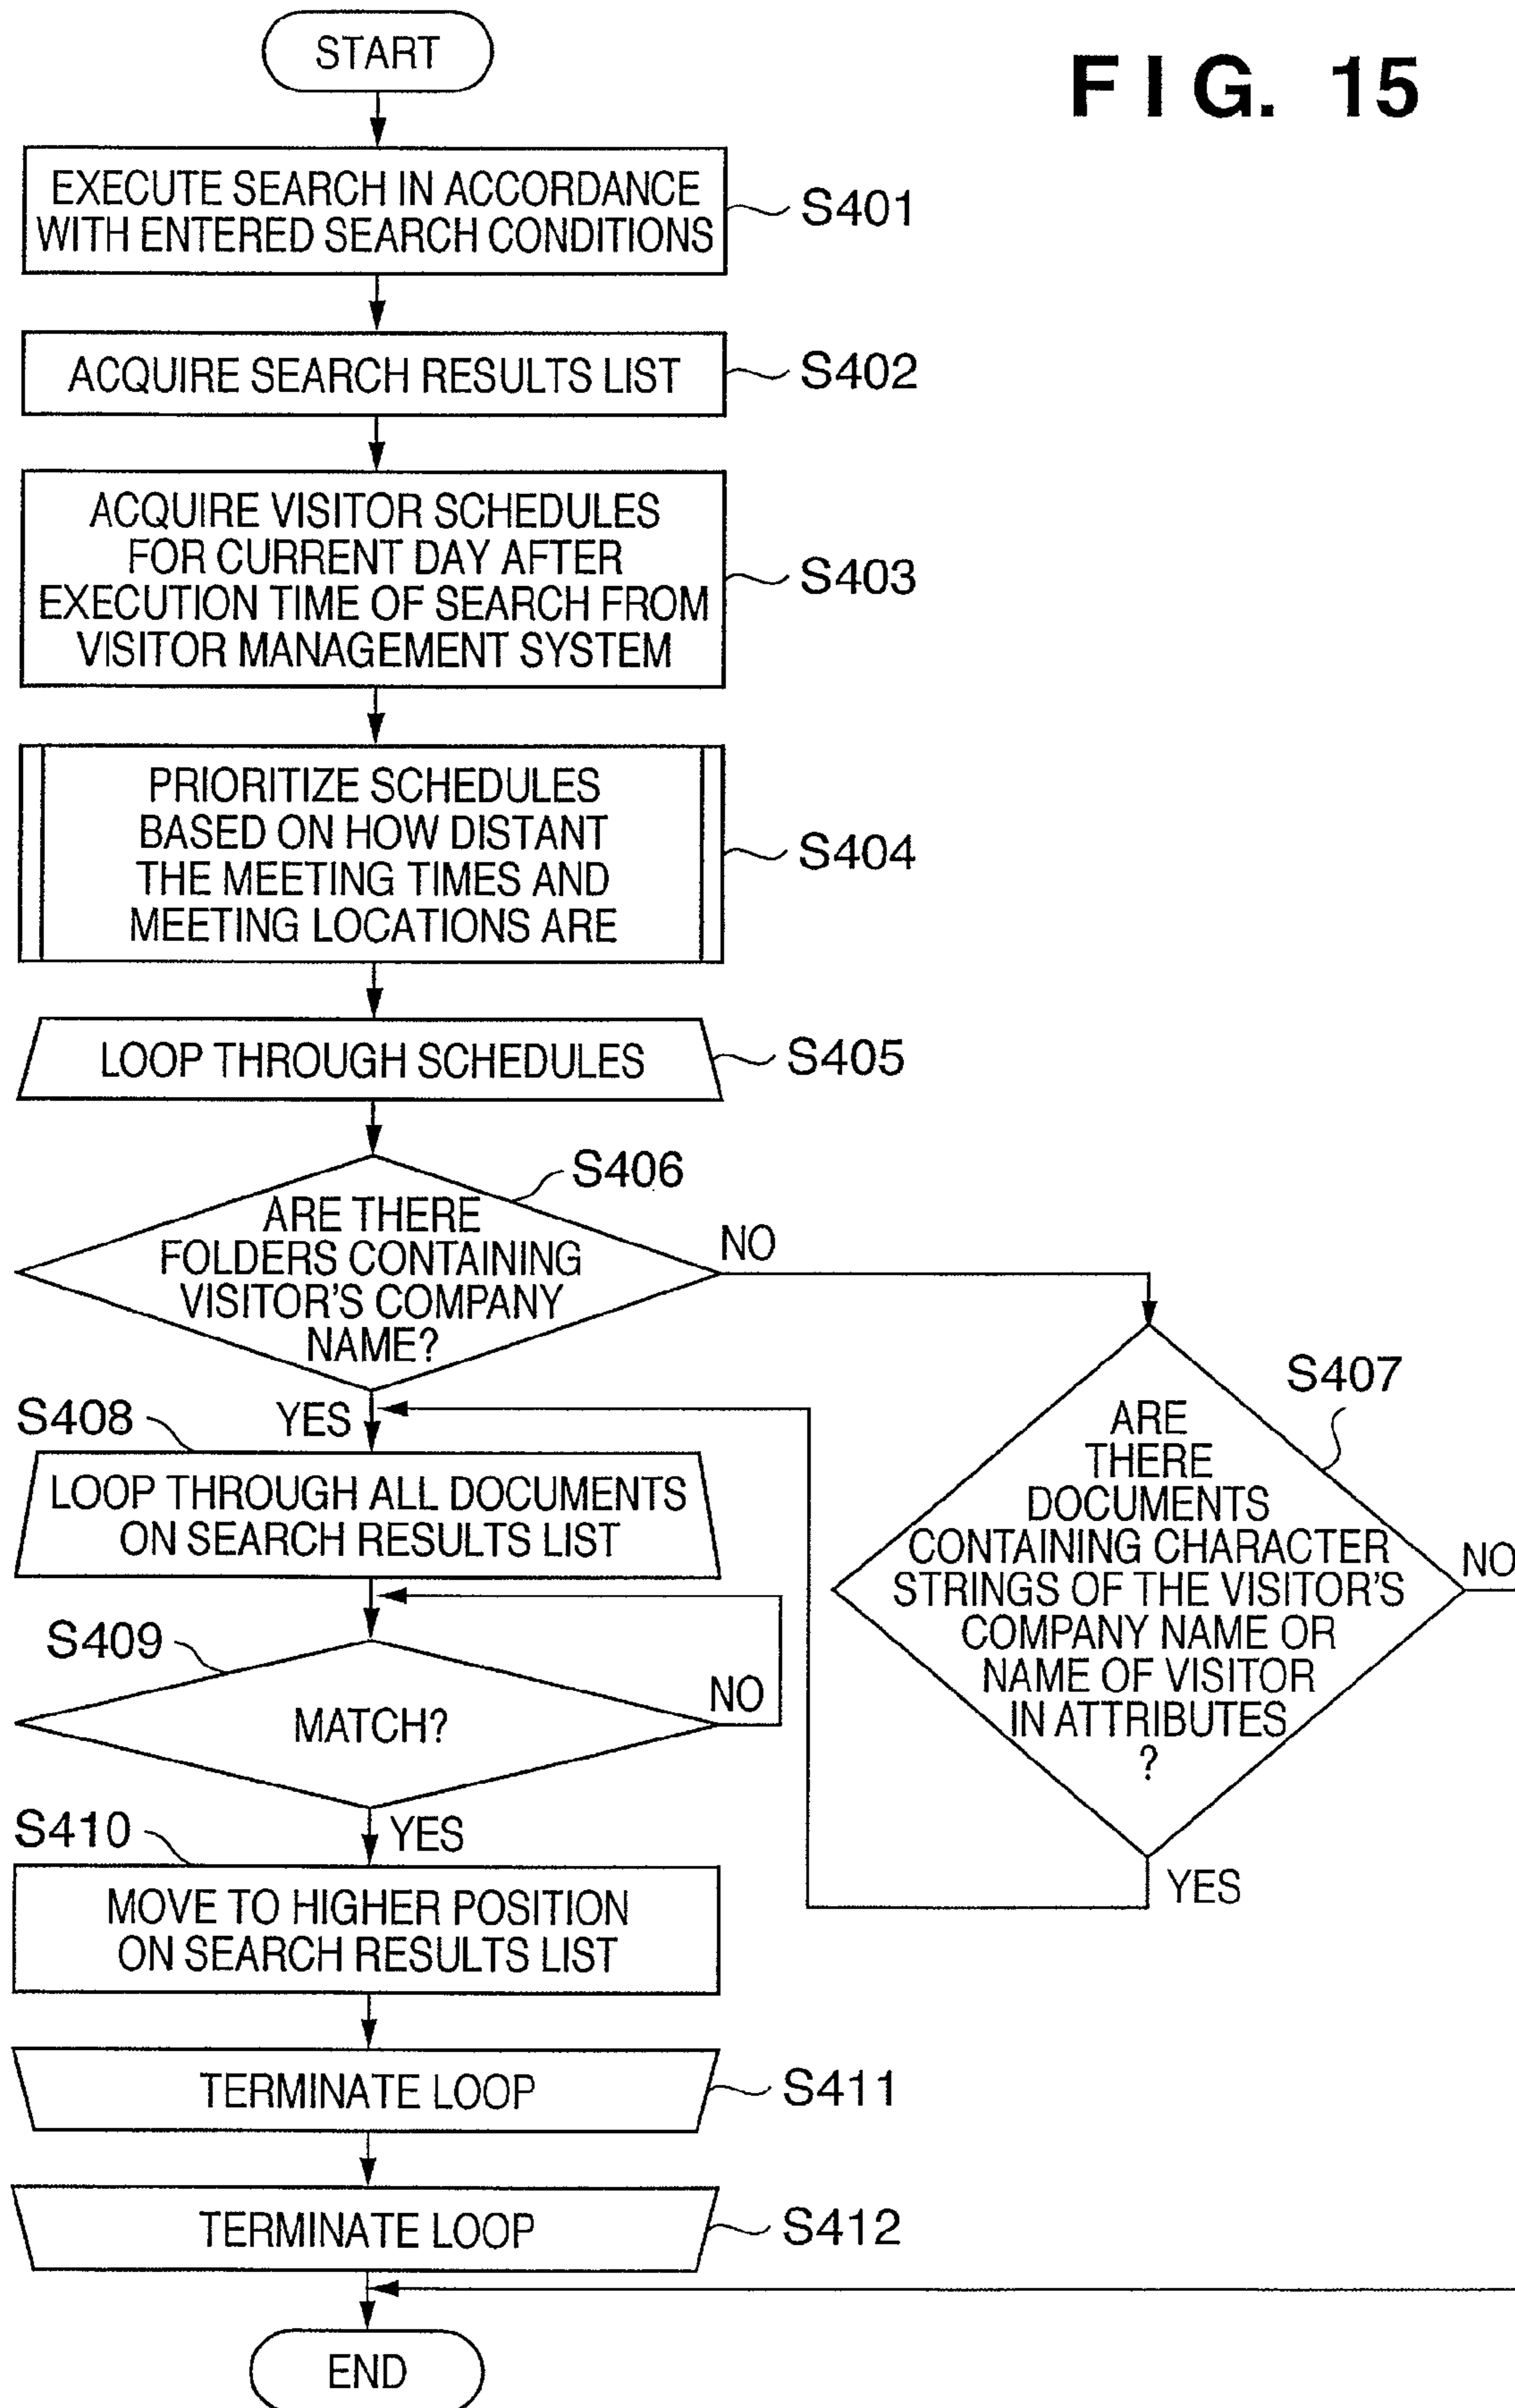 FIG. 15
START
EXECUTE SEARCH IN ACCORDANCE
WITH ENTERED SEARCH CONDITIONS
S401
ACQUIRE SEARCH RESULTS LIST
S402
ACQUIRE VISITOR SCHEDULES
FOR CURRENT DAY AFTER
EXECUTION TIME OF SEARCH FROM
VISITOR MANAGEMENT SYSTEM
S403
PRIORITIZE SCHEDULES
BASED ON HOW DISTANT
THE MEETING TIMES AND
MEETING LOCATIONS ARE
S404
LOOP THROUGH SCHEDULES
S405
S406
ARE THERE
FOLDERS CONTAINING
VISITOR'S COMPANY
NAME?
NO
YES
S407
ARE
THERE
DOCUMENTS
CONTAINING CHARACTER
STRINGS OF THE VISITOR'S
COMPANY NAME OR
NAME OF VISITOR
IN ATTRIBUTES
?
NO
YES
S408
LOOP THROUGH ALL DOCUMENTS
ON SEARCH RESULTS LIST
S409
MATCH?
NO
YES
S410
MOVE TO HIGHER POSITION
ON SEARCH RESULTS LIST
TERMINATE LOOP
S411
TERMINATE LOOP
S412
END